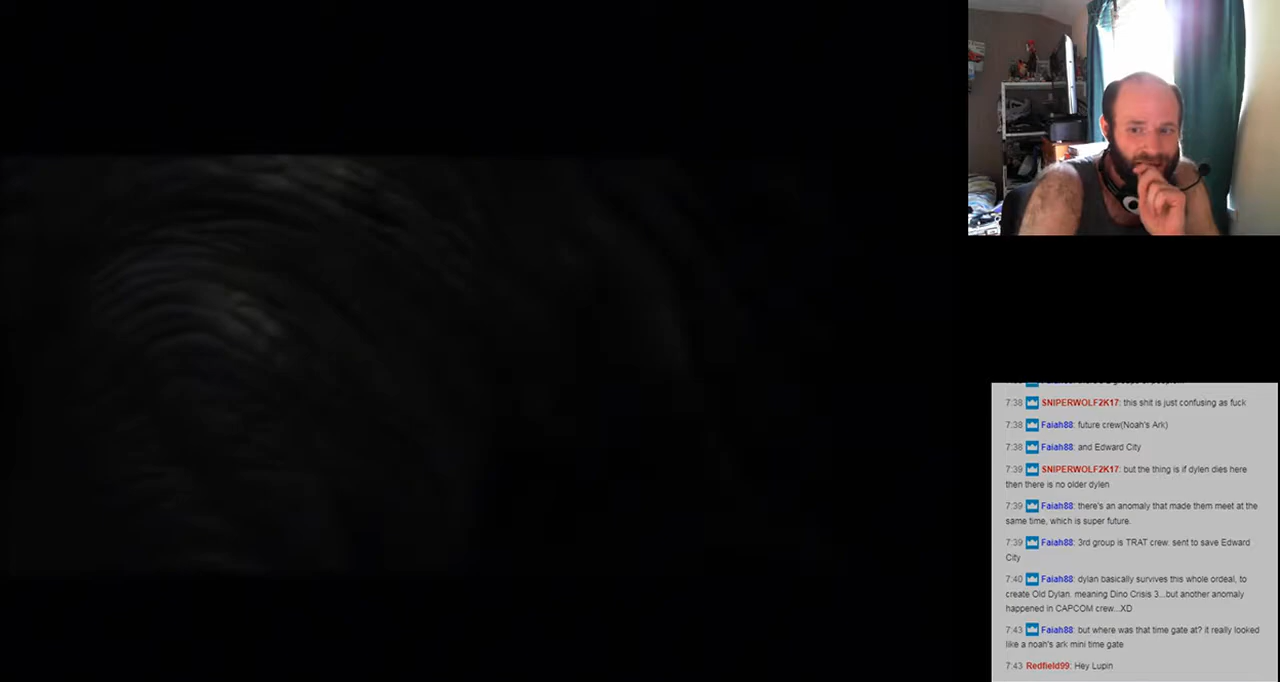 7:38 SNIPERWOLF2K17: this shit is just confusing as fuck
7:38 Faiah88: future crew(Noah's Ark)
7:38 Faiah88: and Edward City
7:39 SNIPERWOLF2K17: but the thing is if dylen dies here
then there is no older dylen
7:39 Faiah88: there's an anomaly that made them meet at the
same time, which is super future.
7:39 Faiah88: 3rd group is TRAT crew. sent to save Edward
City
7:40 Faiah88: dylan basically survives this whole ordeal, to
create Old Dylan. meaning Dino Crisis 3...but another anomaly
happened in CAPCOM crew...XD
7:43 Faiah88: but where was that time gate at? it really looked
like a noah's ark mini time gate
7:43 Redfield99: Hey Lupin